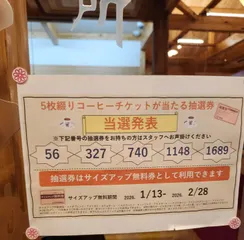 5枚綴りコーヒーチケットが当たる抽選券
当選発表
※下記番号の抽選券をお持ちの方はスタッフへお声掛けください
56 327 740 1148 1689
抽選券はサイズアップ無料券として利用できます
サイズアップ無料期間 2026. 1/13- 2026. 2/28